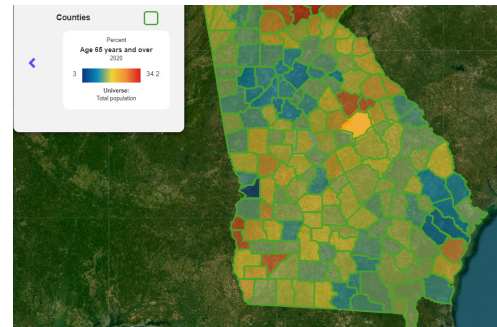 Counties
Percent
Age 65 years and over
2020
3 34.2
Universe:
Total population